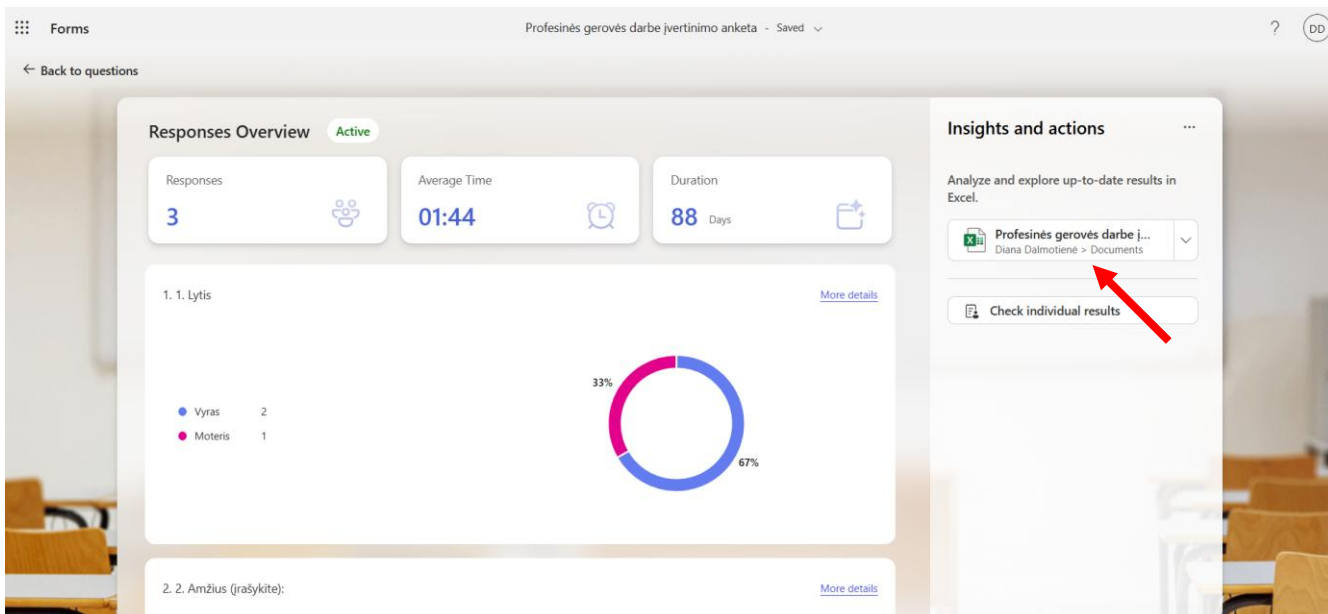 Forms
Profesinės gerovės darbe įvertinimo anketa - Saved
?
DD
Back to questions
Responses Overview
Active
Responses
3
Average Time
01:44
Duration
88 Days
1. 1. Lytis
More details
Vyras 2
Moteris 1
33%
67%
2. 2. Amžius (įrašykite):
More details
Insights and actions
...
Analyze and explore up-to-date results in
Excel.
Profesinės gerovės darbe į...
Diana Dalmotienė > Documents
Check individual results